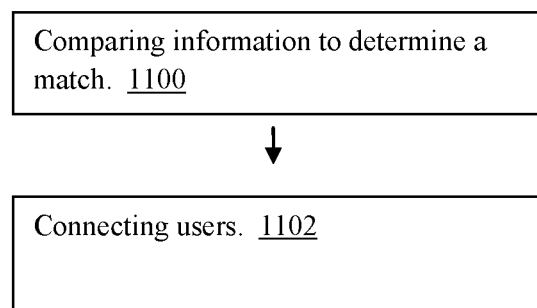 Comparing information to determine a
match. 1100
Connecting users. 1102